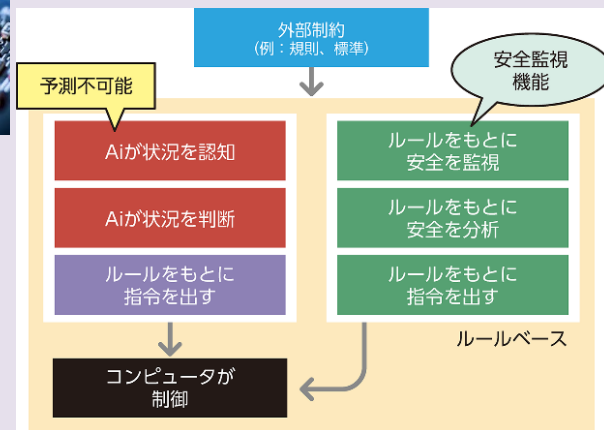 外部制約
(例：規則、標準)
予測不可能
安全監視
機能
Aiが状況を認知
Aiが状況を判断
ルールをもとに
指令を出す
ルールをもとに
安全を監視
ルールをもとに
安全を分析
ルールをもとに
指令を出す
ルールベース
コンピュータが
制御